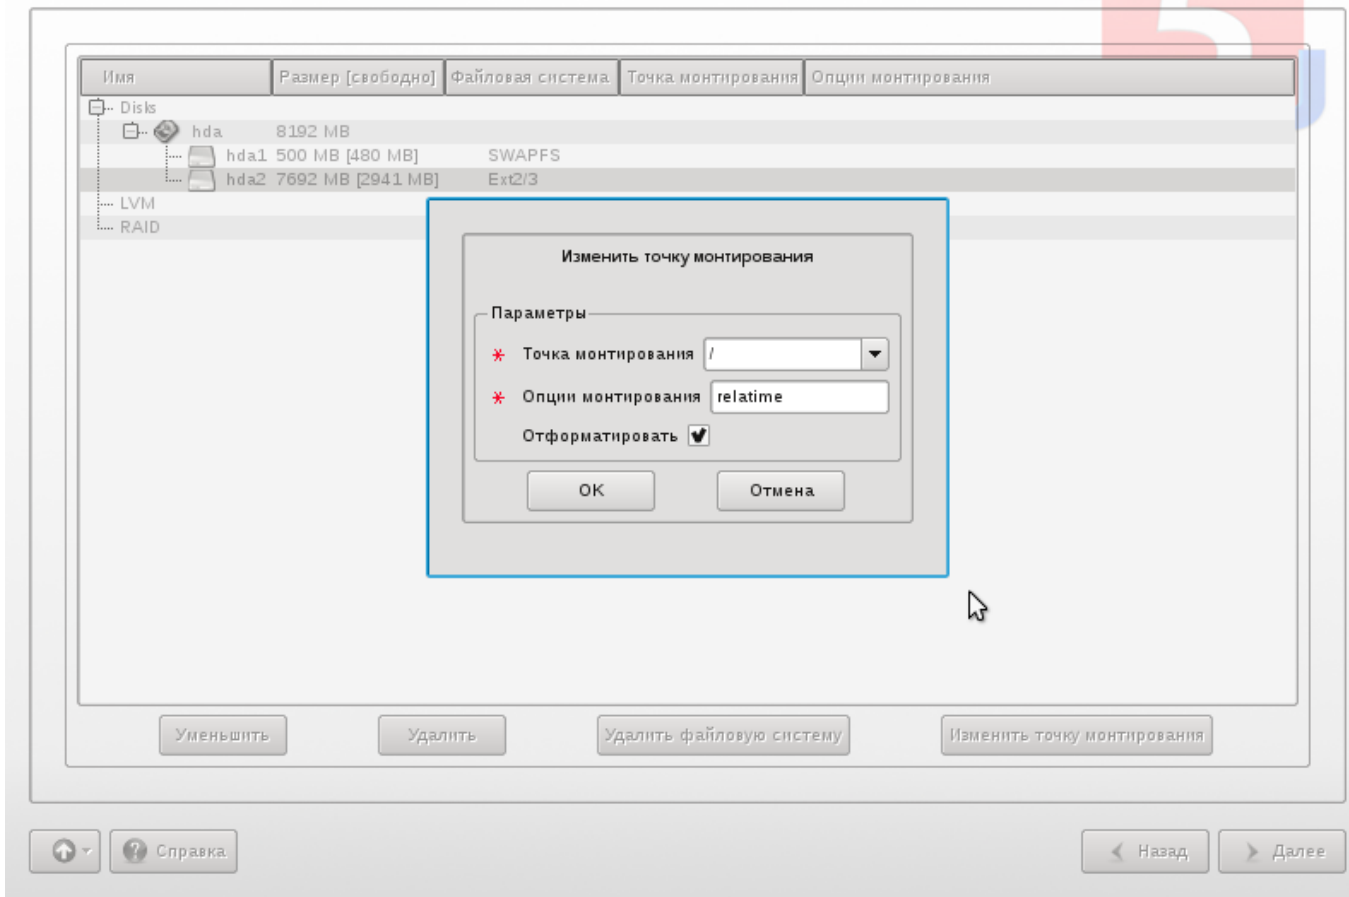 Имя Размер [свободно] Файловая система Точка монтирования Опции монтирования
Disks
hda 8192 MB
hda1 500 MB [480 MB] SWAPFS
hda2 7692 MB [2941 MB] Ext2/3
LVM
RAID
Изменить точку монтирования
Параметры
Точка монтирования /
Опции монтирования relatime
Отформатировать
OK Отмена
Уменьшить Удалить Удалить файловую систему Изменить точку монтирования
Справка Назад Далее